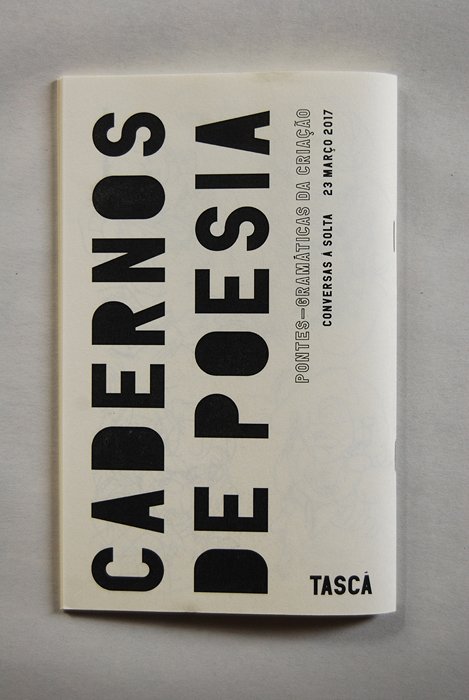 CADERNOS
DE POESIA
PONTES—GRAMÁTICAS DA CRIAÇÃO
CONVERSAS À SOLTA 23 MARÇO 2017
TASCÁ